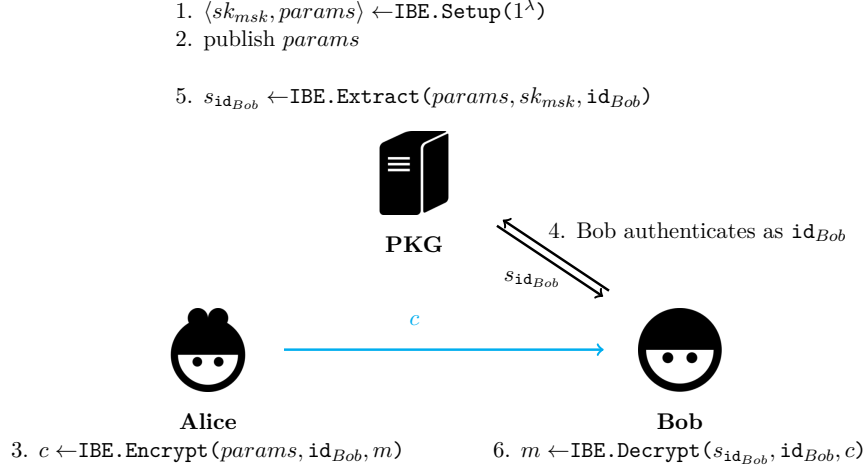 1. ⟨sk_msk, params⟩ ←IBE.Setup(1^λ)
2. publish params
5. s_id_Bob ←IBE.Extract(params, sk_msk, id_Bob)
PKG
4. Bob authenticates as id_Bob
s_id_Bob
c
Alice
Bob
3. c ←IBE.Encrypt(params, id_Bob, m)
6. m ←IBE.Decrypt(s_id_Bob, id_Bob, c)